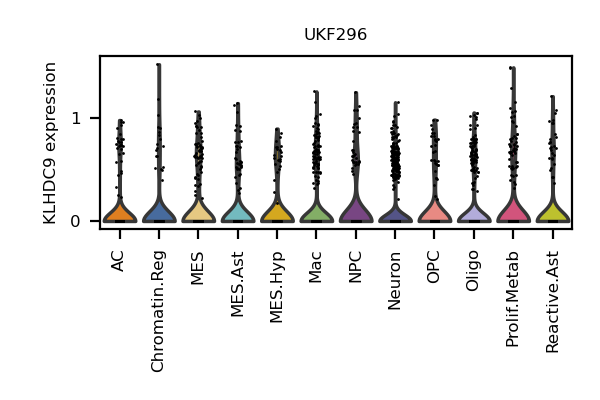 UKF296
KLHDC9 expression
1
0
AC
Chromatin.Reg
MES
MES.Ast
MES.Hyp
Mac
NPC
Neuron
OPC
Oligo
Prolif.Metab
Reactive.Ast